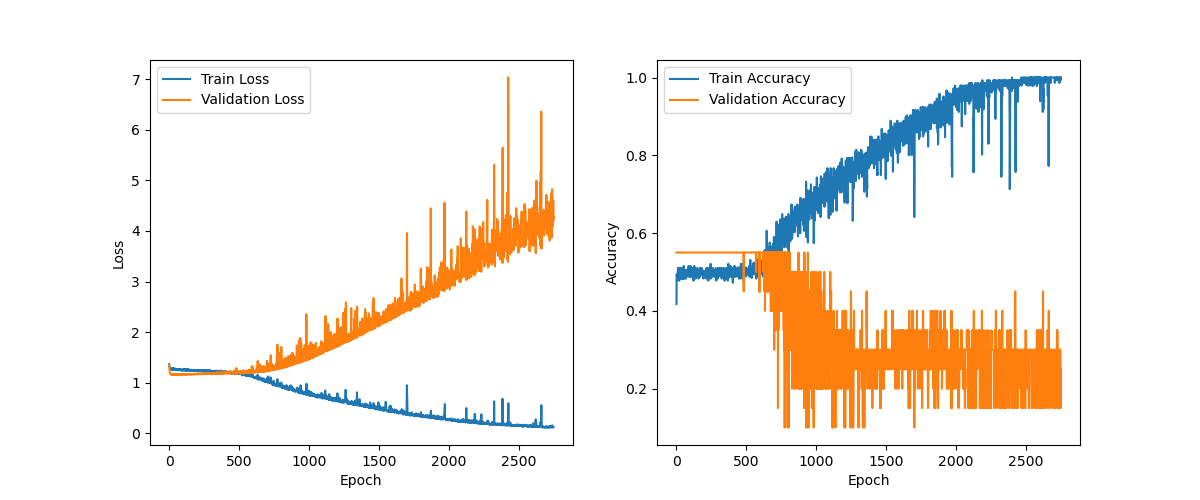 Train Loss
Validation Loss
7
6
5
4
3
2
1
0
Loss
0 500 1000 1500 2000 2500
Epoch
Train Accuracy
Validation Accuracy
1.0
0.8
0.6
0.4
0.2
Accuracy
0 500 1000 1500 2000 2500
Epoch